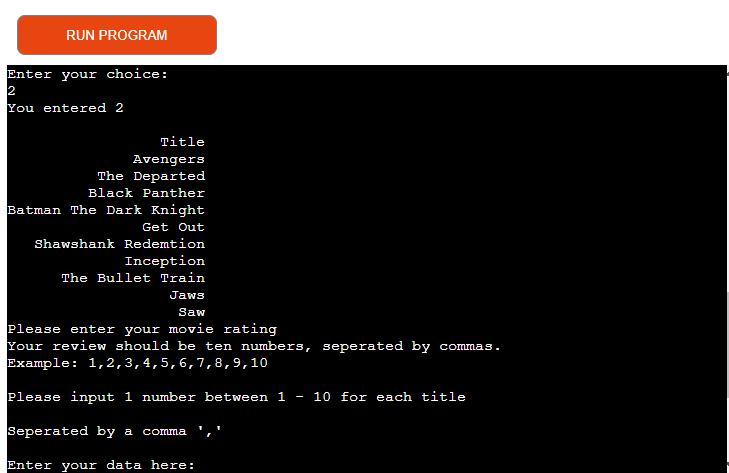 RUN PROGRAM
Enter your choice:
2
You entered 2
Title
Avengers
The Departed
Black Panther
Batman The Dark Knight
Get Out
Shawshank Redemtion
Inception
The Bullet Train
Jaws
Saw
Please enter your movie rating
Your review should be ten numbers, seperated by commas.
Example: 1,2,3,4,5,6,7,8,9,10
Please input 1 number between 1 - 10 for each title
Seperated by a comma ','
Enter your data here: